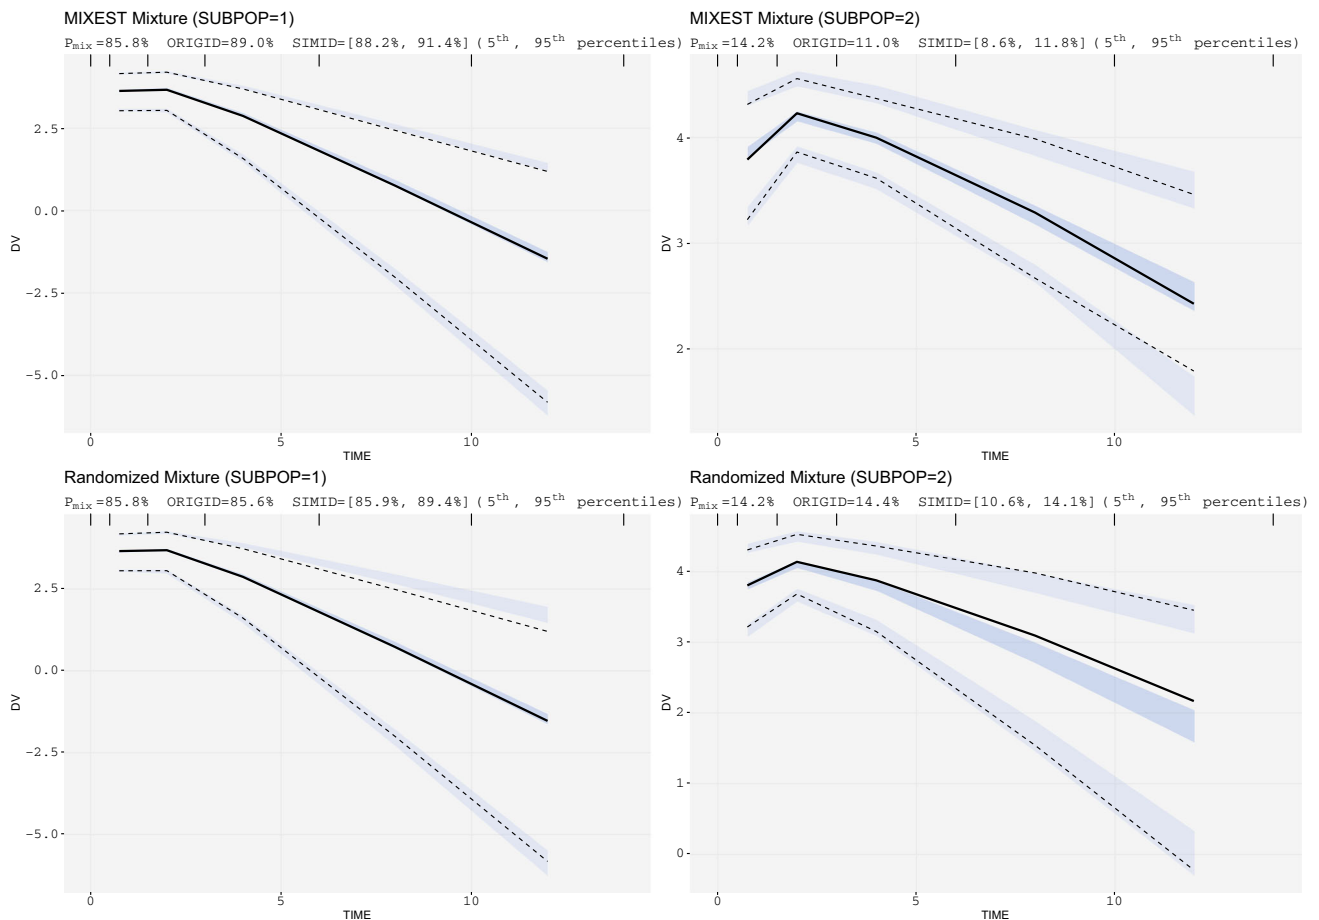 MIXEST Mixture (SUBPOP=1)
Pmix=85.8% ORIGID=89.0% SIMID=[88.2%, 91.4%] (5th, 95th percentiles)
2.5
0.0
−2.5
−5.0
DV
0 5 10
TIME
MIXEST Mixture (SUBPOP=2)
Pmix=14.2% ORIGID=11.0% SIMID=[8.6%, 11.8%] (5th, 95th percentiles)
4
3
2
DV
0 5 10
TIME
Randomized Mixture (SUBPOP=1)
Pmix=85.8% ORIGID=85.6% SIMID=[85.9%, 89.4%] (5th, 95th percentiles)
2.5
0.0
−2.5
−5.0
DV
0 5 10
TIME
Randomized Mixture (SUBPOP=2)
Pmix=14.2% ORIGID=14.4% SIMID=[10.6%, 14.1%] (5th, 95th percentiles)
4
3
2
1
0
DV
0 5 10
TIME